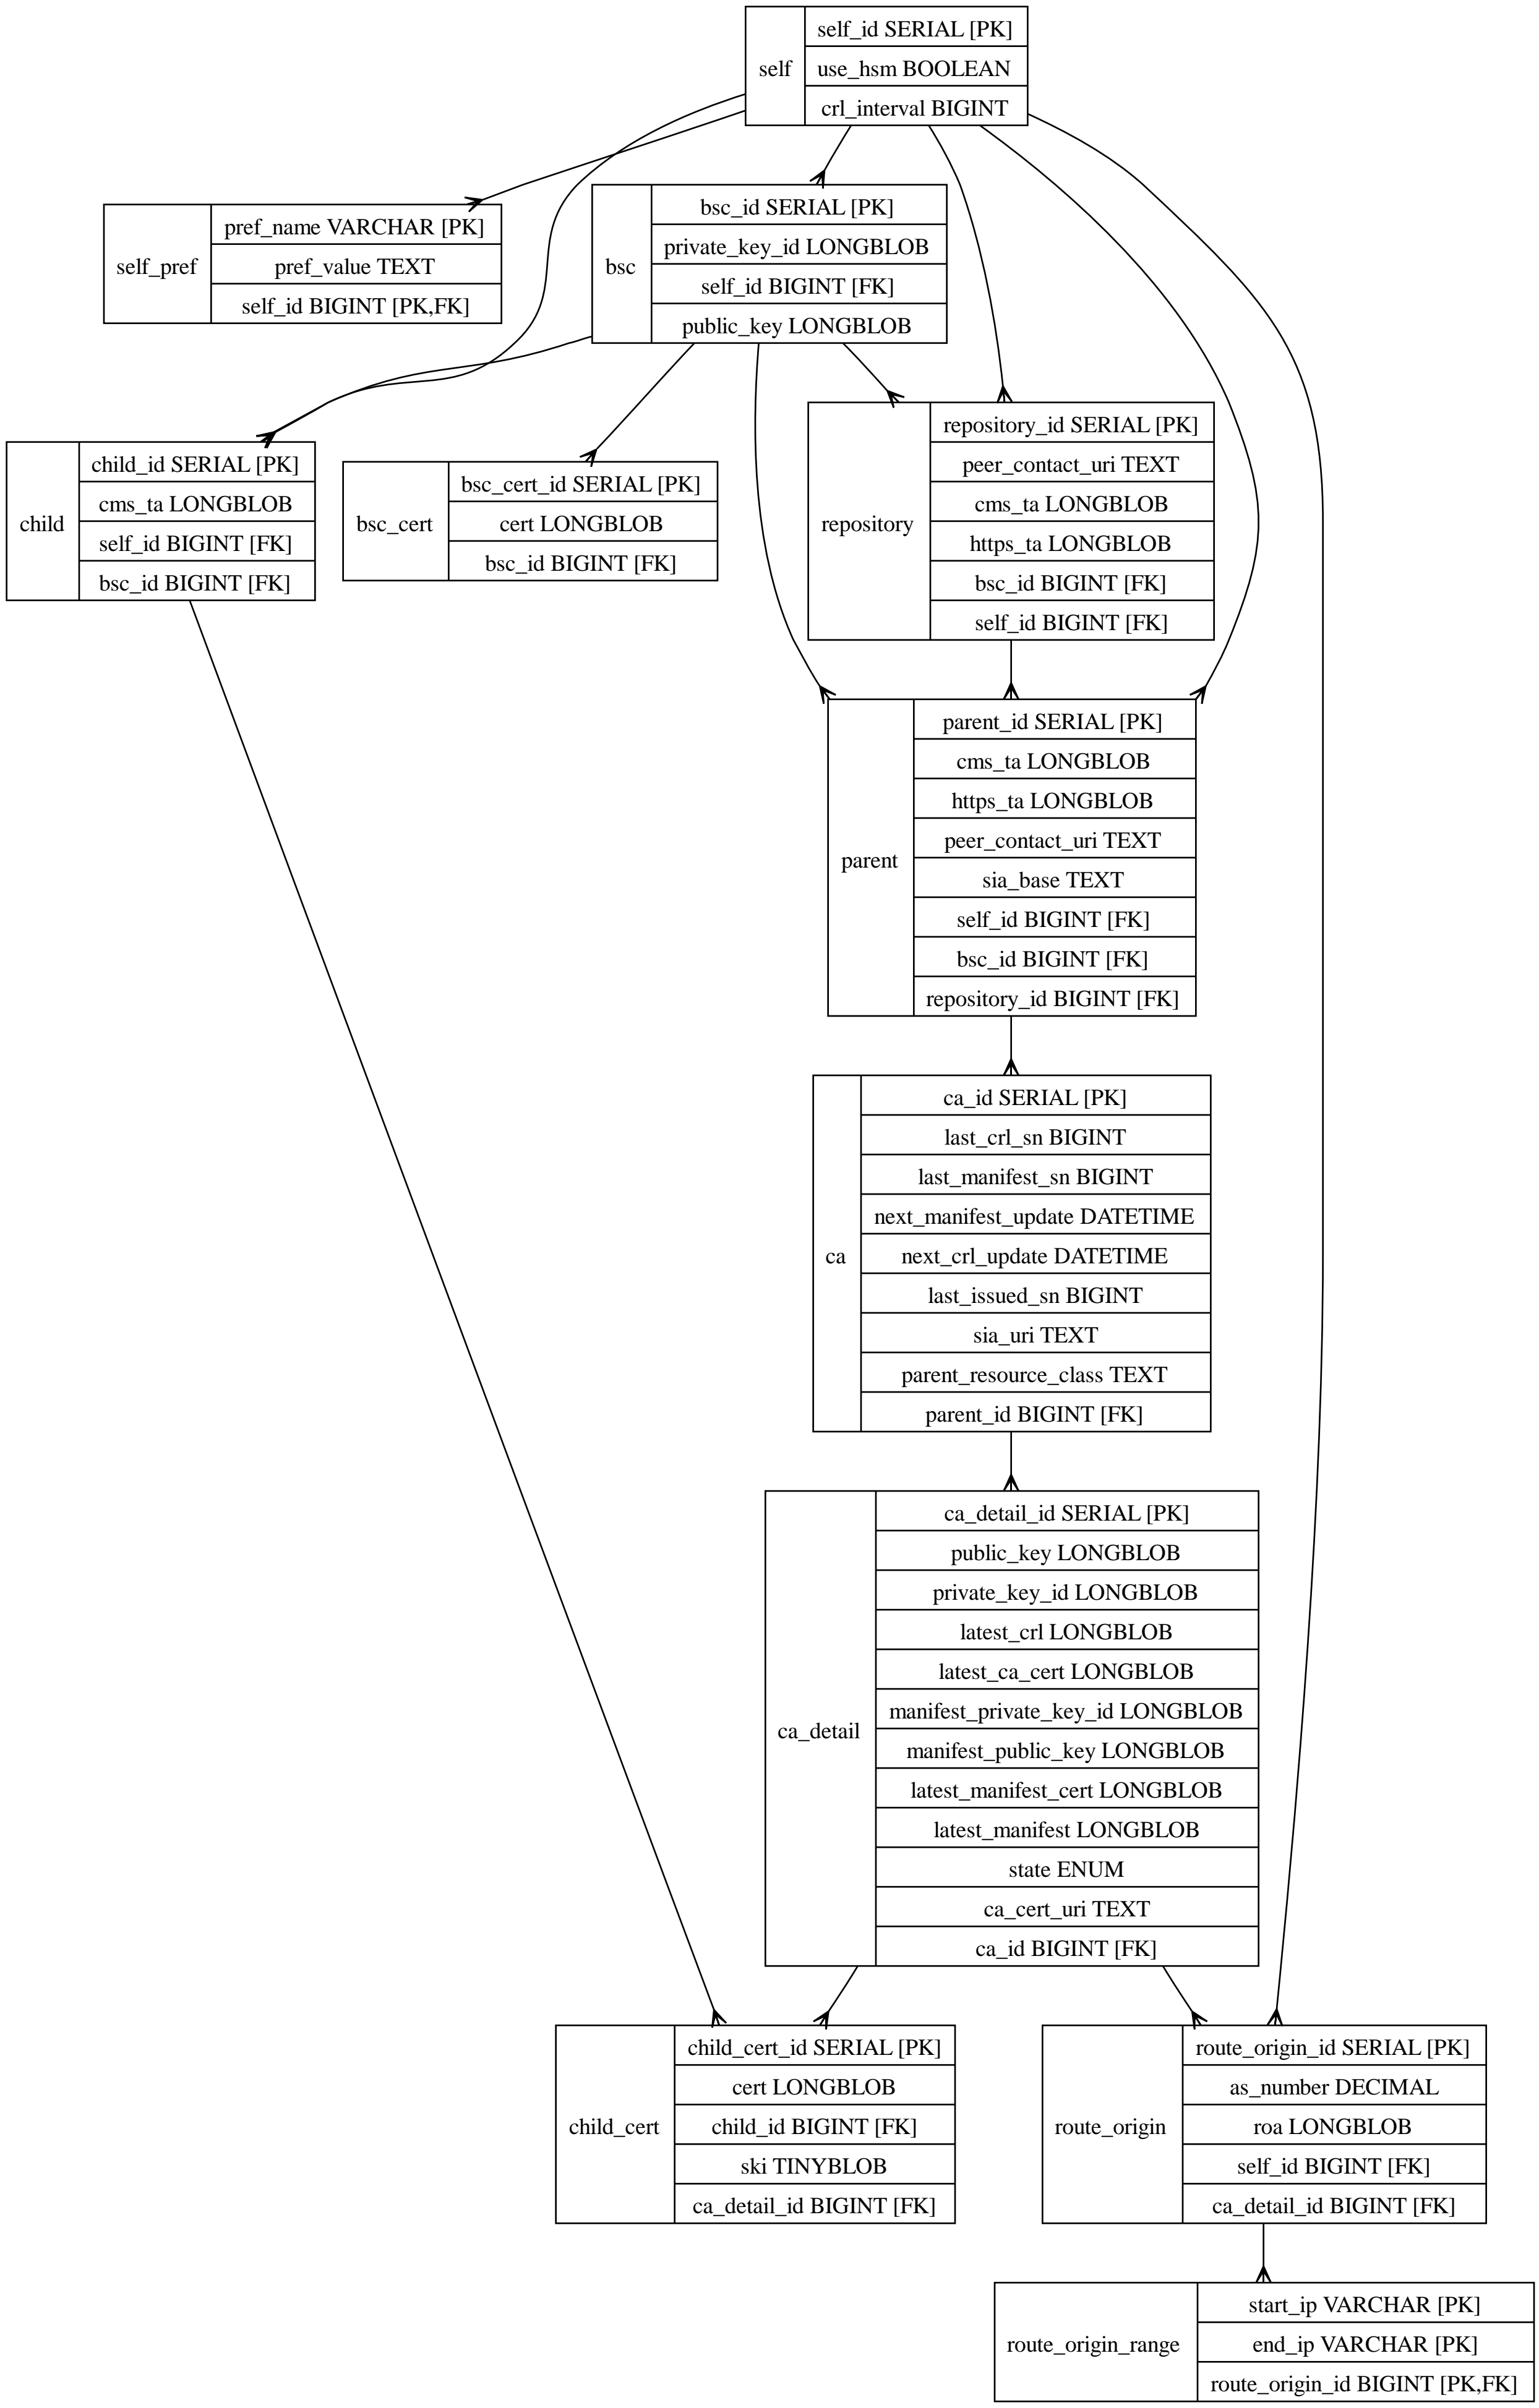 self
self_id SERIAL [PK]
use_hsm BOOLEAN
crl_interval BIGINT
self_pref
pref_name VARCHAR [PK]
pref_value TEXT
self_id BIGINT [PK,FK]
bsc
bsc_id SERIAL [PK]
private_key_id LONGBLOB
self_id BIGINT [FK]
public_key LONGBLOB
child
child_id SERIAL [PK]
cms_ta LONGBLOB
self_id BIGINT [FK]
bsc_id BIGINT [FK]
bsc_cert
bsc_cert_id SERIAL [PK]
cert LONGBLOB
bsc_id BIGINT [FK]
repository
repository_id SERIAL [PK]
peer_contact_uri TEXT
cms_ta LONGBLOB
https_ta LONGBLOB
bsc_id BIGINT [FK]
self_id BIGINT [FK]
parent
parent_id SERIAL [PK]
cms_ta LONGBLOB
https_ta LONGBLOB
peer_contact_uri TEXT
sia_base TEXT
self_id BIGINT [FK]
bsc_id BIGINT [FK]
repository_id BIGINT [FK]
ca
ca_id SERIAL [PK]
last_crl_sn BIGINT
last_manifest_sn BIGINT
next_manifest_update DATETIME
next_crl_update DATETIME
last_issued_sn BIGINT
sia_uri TEXT
parent_resource_class TEXT
parent_id BIGINT [FK]
ca_detail
ca_detail_id SERIAL [PK]
public_key LONGBLOB
private_key_id LONGBLOB
latest_crl LONGBLOB
latest_ca_cert LONGBLOB
manifest_private_key_id LONGBLOB
manifest_public_key LONGBLOB
latest_manifest_cert LONGBLOB
latest_manifest LONGBLOB
state ENUM
ca_cert_uri TEXT
ca_id BIGINT [FK]
child_cert
child_cert_id SERIAL [PK]
cert LONGBLOB
child_id BIGINT [FK]
ski TINYBLOB
ca_detail_id BIGINT [FK]
route_origin
route_origin_id SERIAL [PK]
as_number DECIMAL
roa LONGBLOB
self_id BIGINT [FK]
ca_detail_id BIGINT [FK]
route_origin_range
start_ip VARCHAR [PK]
end_ip VARCHAR [PK]
route_origin_id BIGINT [PK,FK]